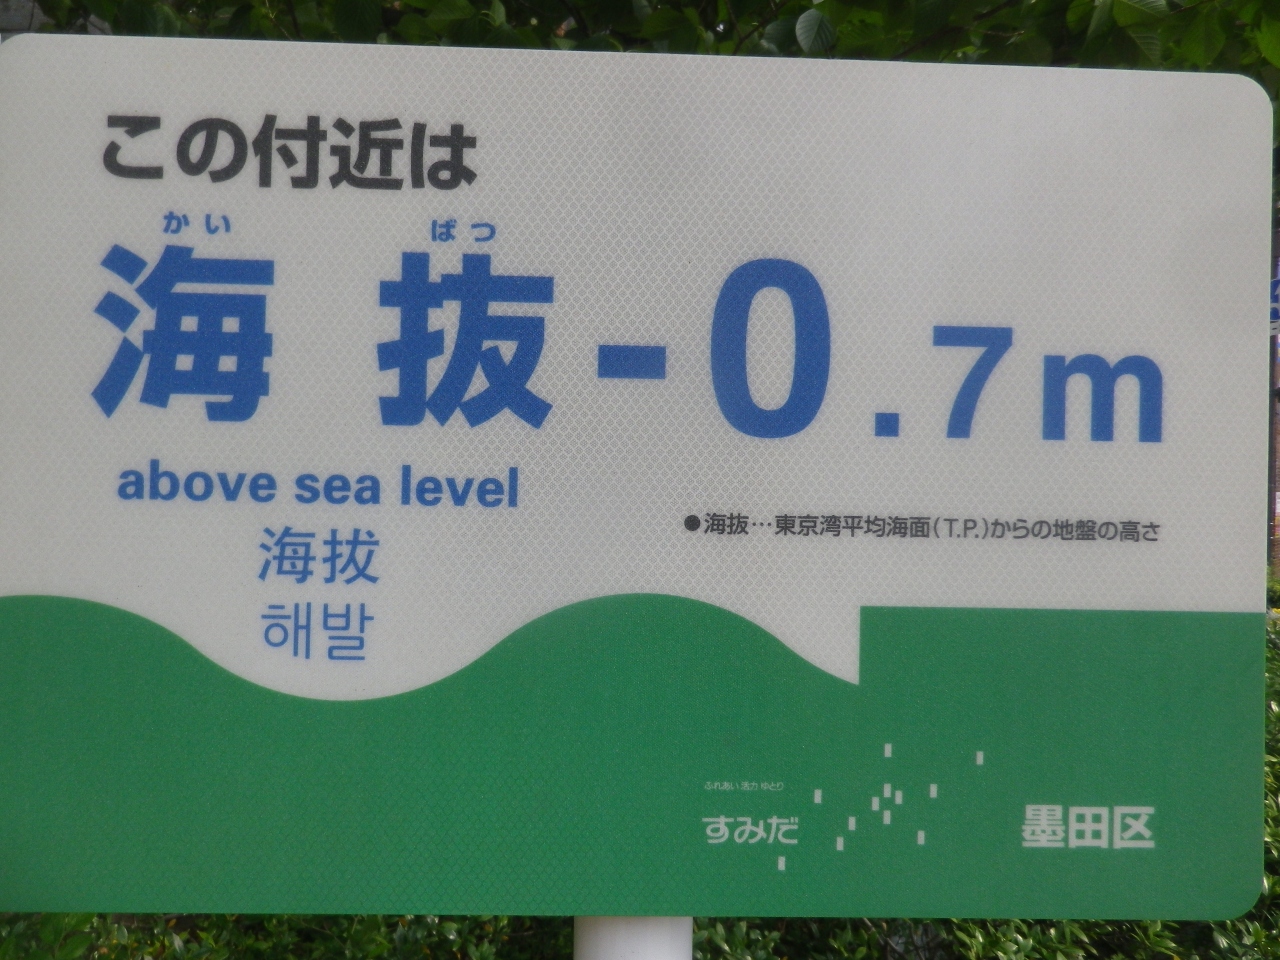 この付近は
かい ばつ
海 抜 -0.7m
above sea level
●海抜…東京湾平均海面(T.P.)からの地盤の高さ
海拔
해발
ふれあい 活力 ゆとり
すみだ
墨田区